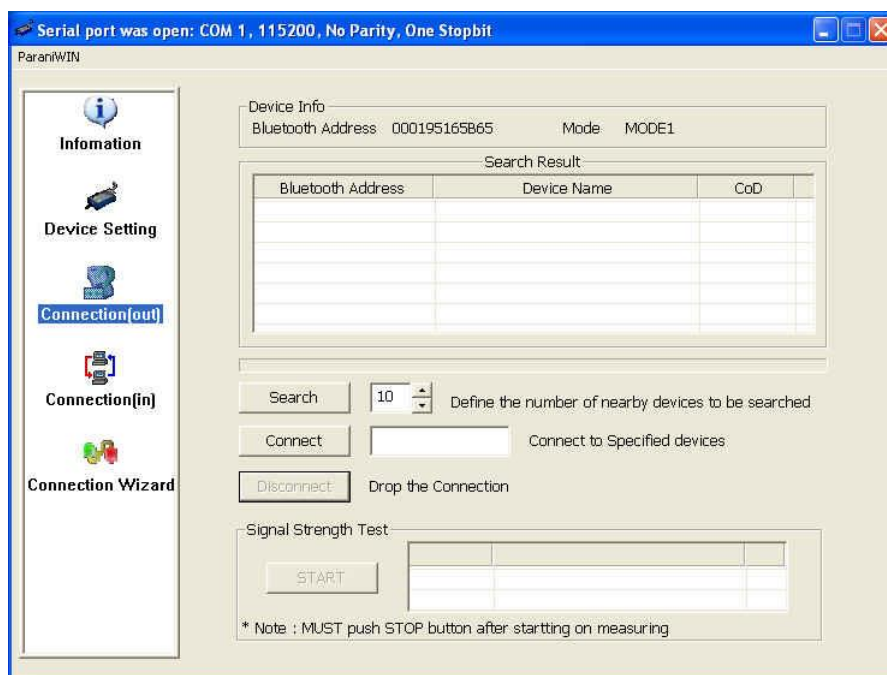 Serial port was open: COM 1, 115200, No Parity, One Stopbit
ParaniWIN
Infomation
Device Setting
Connection(out)
Connection(in)
Connection Wizard
Device Info
Bluetooth Address 000195165B65 Mode MODE1
Search Result
Bluetooth Address Device Name CoD
Search 10 Define the number of nearby devices to be searched
Connect Connect to Specified devices
Disconnect Drop the Connection
Signal Strength Test
START
* Note : MUST push STOP button after startting on measuring